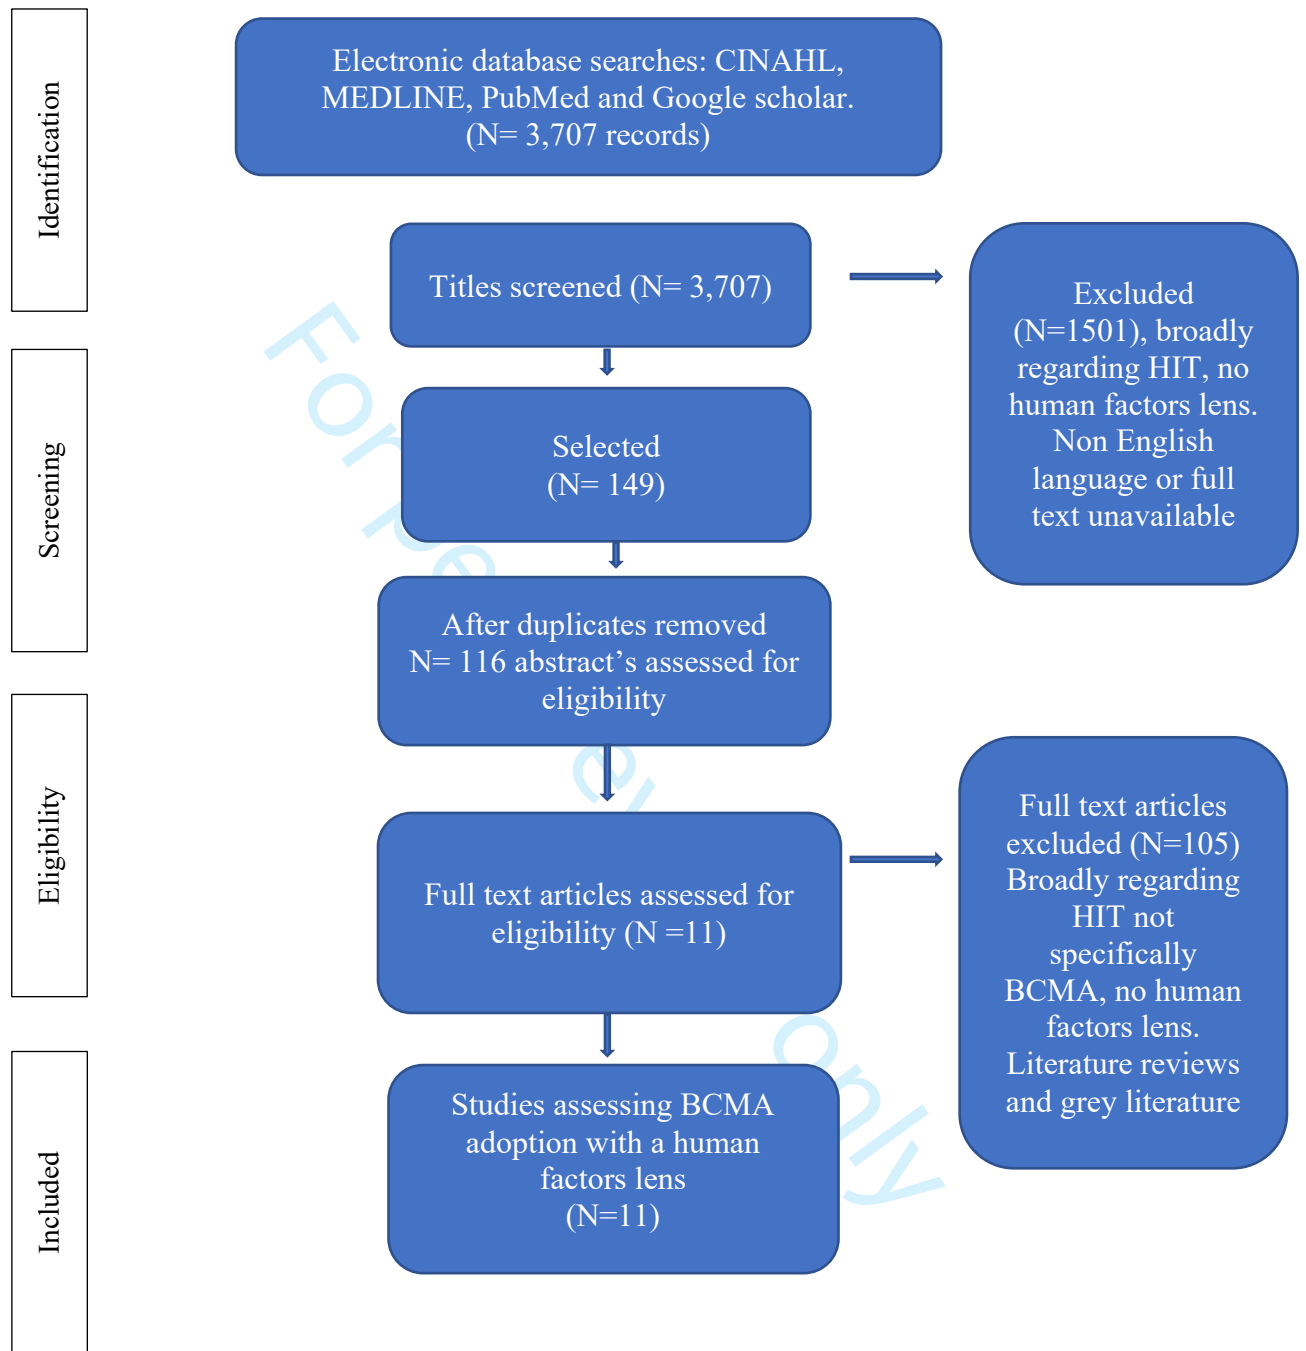 Identification
Electronic database searches: CINAHL,
MEDLINE, PubMed and Google scholar.
(N= 3,707 records)
Titles screened (N= 3,707)
Excluded
(N=1501), broadly
regarding HIT, no
human factors lens.
Non English
language or full
text unavailable
Screening
Selected
(N= 149)
After duplicates removed
N= 116 abstract’s assessed for
eligibility
Eligibility
Full text articles assessed for
eligibility (N =11)
Full text articles
excluded (N=105)
Broadly regarding
HIT not
specifically
BCMA, no human
factors lens.
Literature reviews
and grey literature
Included
Studies assessing BCMA
adoption with a human
factors lens
(N=11)
For pe ev only